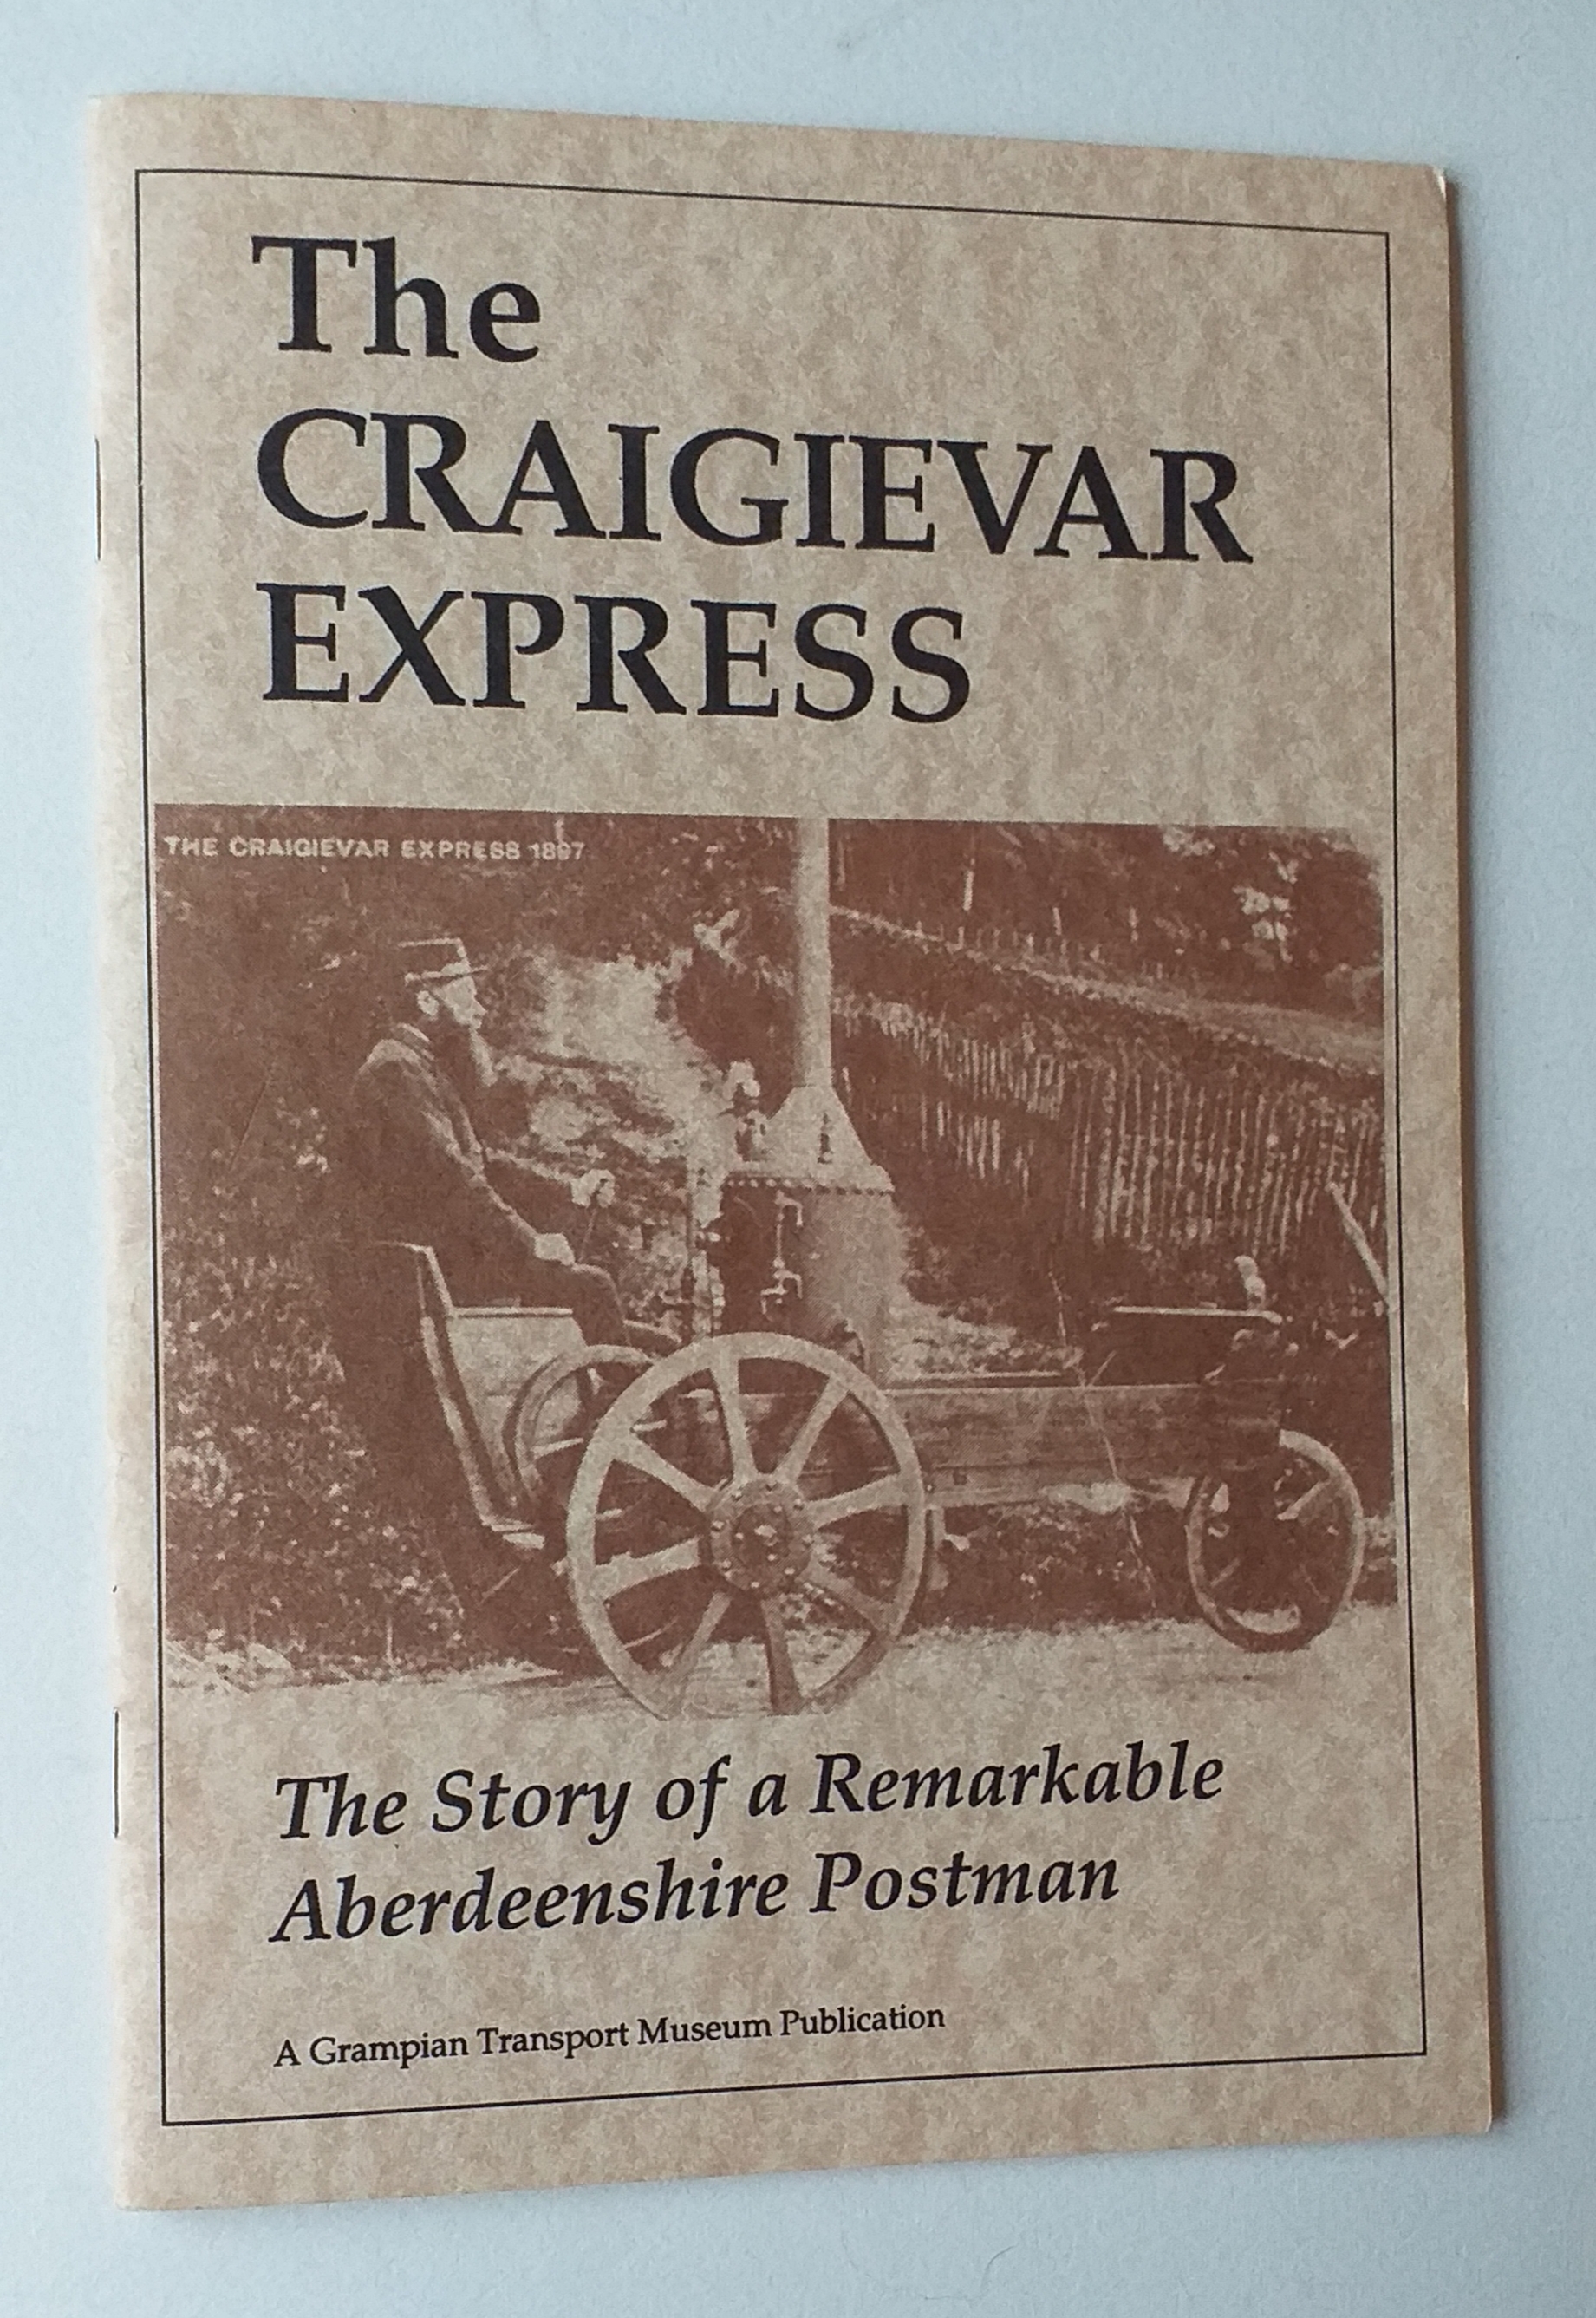 The
CRAIGIEVAR
EXPRESS
THE CRAIGIEVAR EXPRESS 1897
The Story of a Remarkable
Aberdeenshire Postman
A Grampian Transport Museum Publication